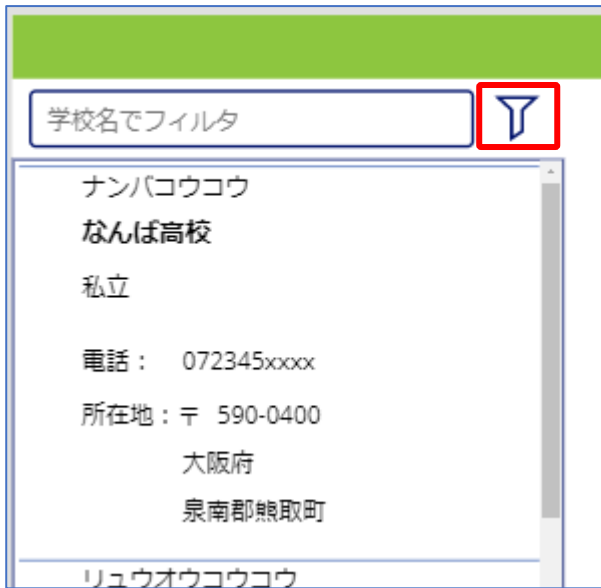 学校名でフィルタ
ナンバコウコウ
なんば高校
私立
電話： 072345xxxx
所在地：〒 590-0400
大阪府
泉南郡熊取町
リュウオウコウコウ